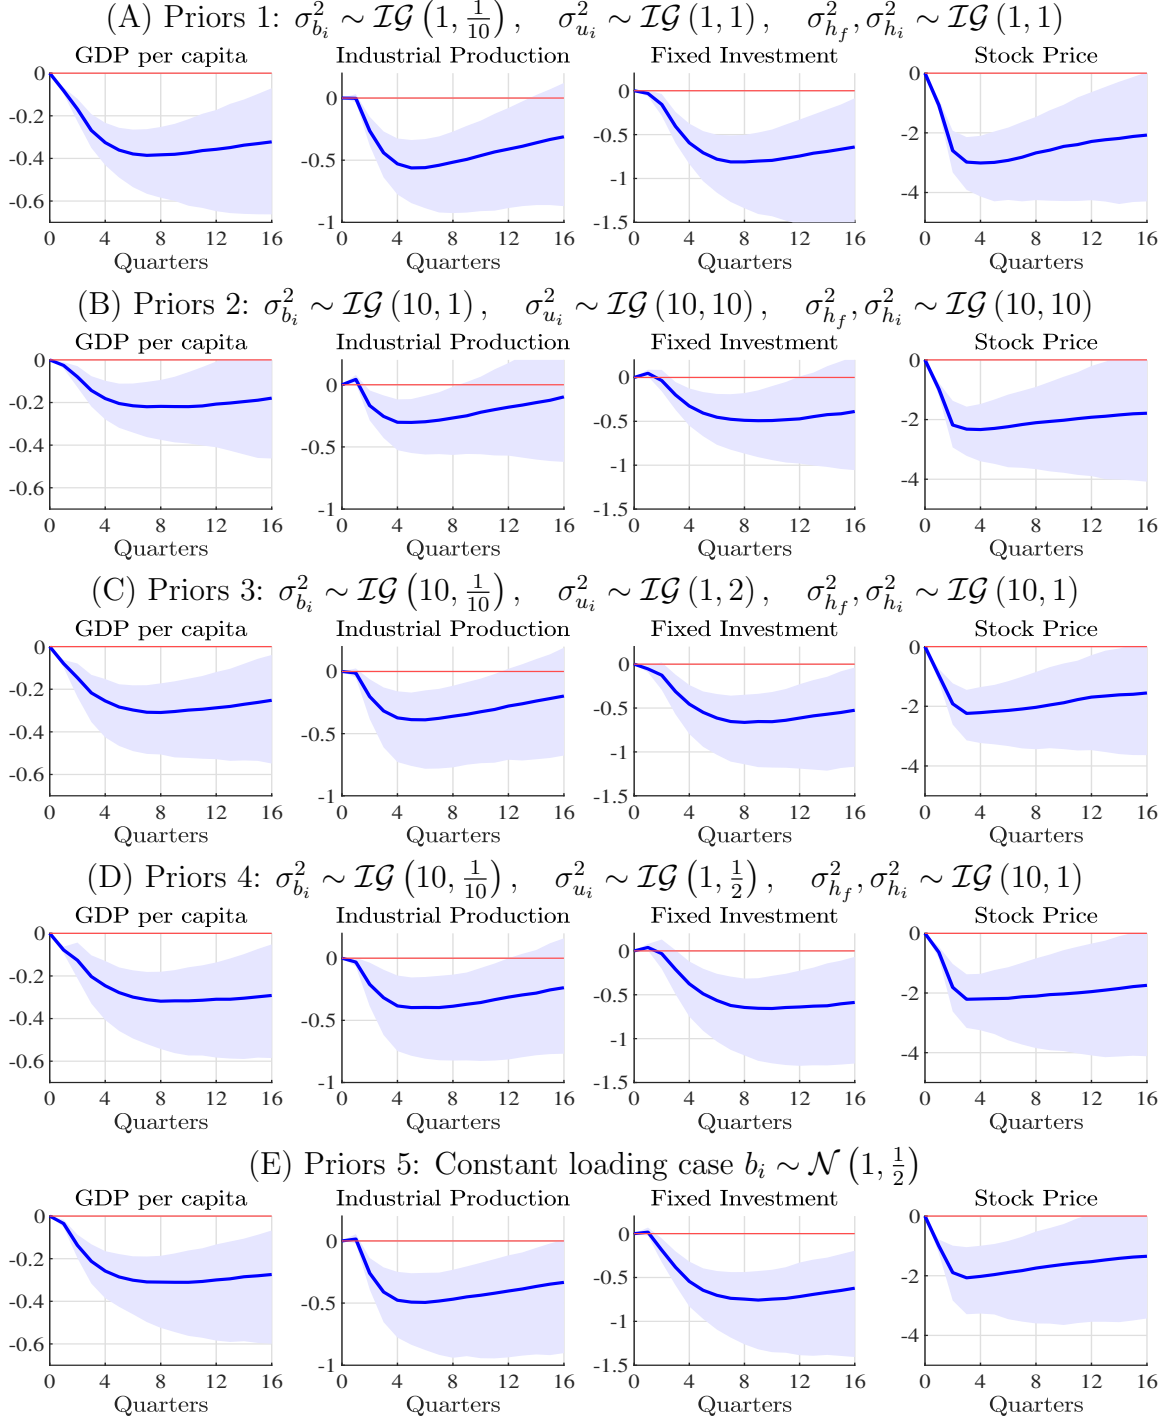 (A) Priors 1: σ²_{b_i} ∼ IG(1, 1/10), σ²_{u_i} ∼ IG(1, 1), σ²_{h_f}, σ²_{h_i} ∼ IG(1, 1)
GDP per capita Industrial Production Fixed Investment Stock Price
0 -0.2 -0.4 -0.6 0 -0.5 -1 0 -0.5 -1 -1.5 0 -2 -4
0 4 8 12 16 0 4 8 12 16 0 4 8 12 16 0 4 8 12 16
Quarters Quarters Quarters Quarters
(B) Priors 2: σ²_{b_i} ∼ IG(10, 1), σ²_{u_i} ∼ IG(10, 10), σ²_{h_f}, σ²_{h_i} ∼ IG(10, 10)
GDP per capita Industrial Production Fixed Investment Stock Price
0 -0.2 -0.4 -0.6 0 -0.5 -1 0 -0.5 -1 -1.5 0 -2 -4
0 4 8 12 16 0 4 8 12 16 0 4 8 12 16 0 4 8 12 16
Quarters Quarters Quarters Quarters
(C) Priors 3: σ²_{b_i} ∼ IG(10, 1/10), σ²_{u_i} ∼ IG(1, 2), σ²_{h_f}, σ²_{h_i} ∼ IG(10, 1)
GDP per capita Industrial Production Fixed Investment Stock Price
0 -0.2 -0.4 -0.6 0 -0.5 -1 0 -0.5 -1 -1.5 0 -2 -4
0 4 8 12 16 0 4 8 12 16 0 4 8 12 16 0 4 8 12 16
Quarters Quarters Quarters Quarters
(D) Priors 4: σ²_{b_i} ∼ IG(10, 1/10), σ²_{u_i} ∼ IG(1, 1/2), σ²_{h_f}, σ²_{h_i} ∼ IG(10, 1)
GDP per capita Industrial Production Fixed Investment Stock Price
0 -0.2 -0.4 -0.6 0 -0.5 -1 0 -0.5 -1 -1.5 0 -2 -4
0 4 8 12 16 0 4 8 12 16 0 4 8 12 16 0 4 8 12 16
Quarters Quarters Quarters Quarters
(E) Priors 5: Constant loading case b_i ∼ N(1, 1/2)
GDP per capita Industrial Production Fixed Investment Stock Price
0 -0.2 -0.4 -0.6 0 -0.5 -1 0 -0.5 -1 -1.5 0 -2 -4
0 4 8 12 16 0 4 8 12 16 0 4 8 12 16 0 4 8 12 16
Quarters Quarters Quarters Quarters